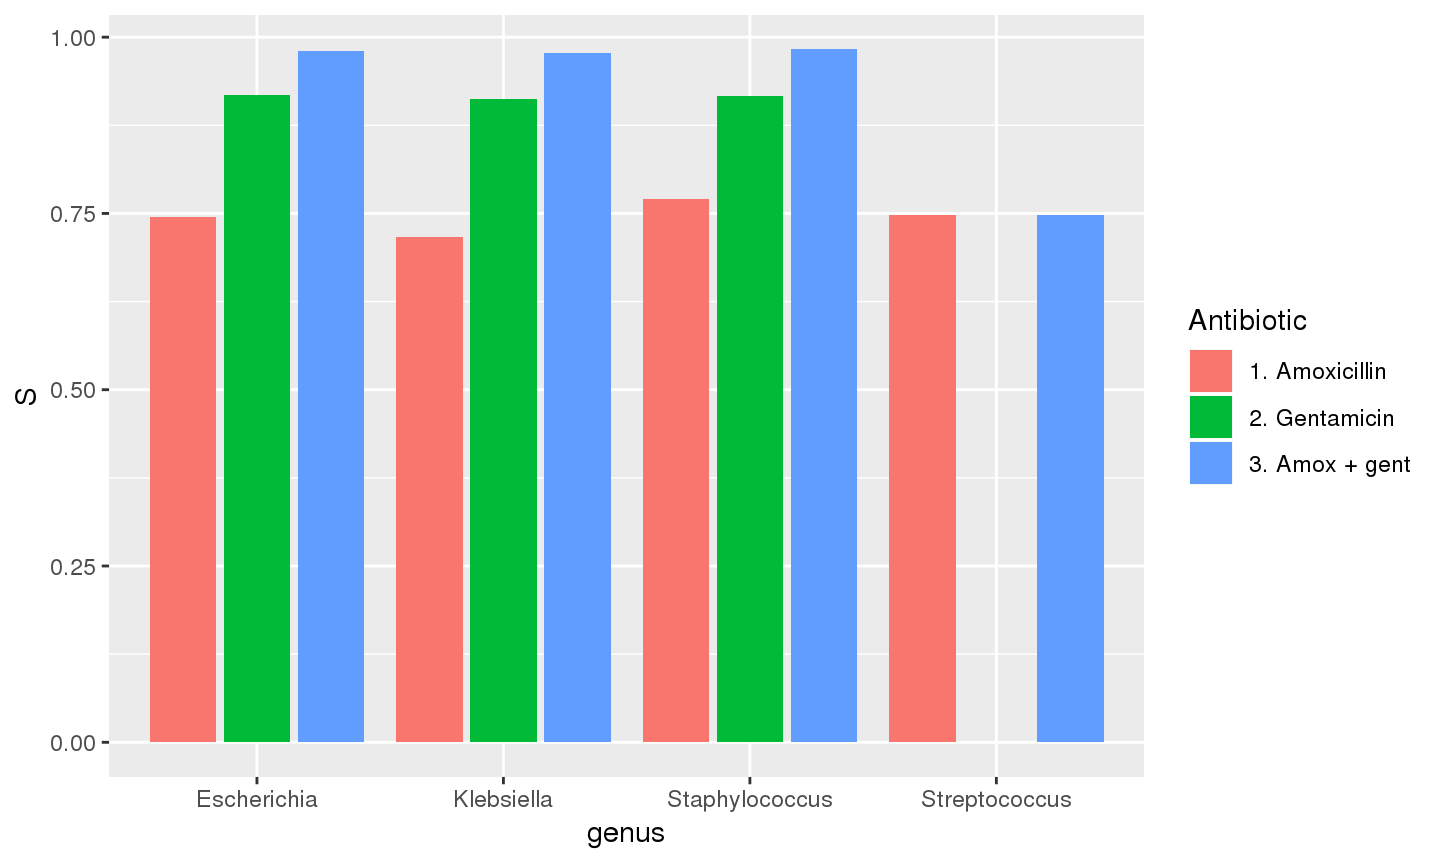 1.00
0.75
0.50
0.25
0.00
S
Escherichia
Klebsiella
Staphylococcus
Streptococcus
genus
Antibiotic
1. Amoxicillin
2. Gentamicin
3. Amox + gent